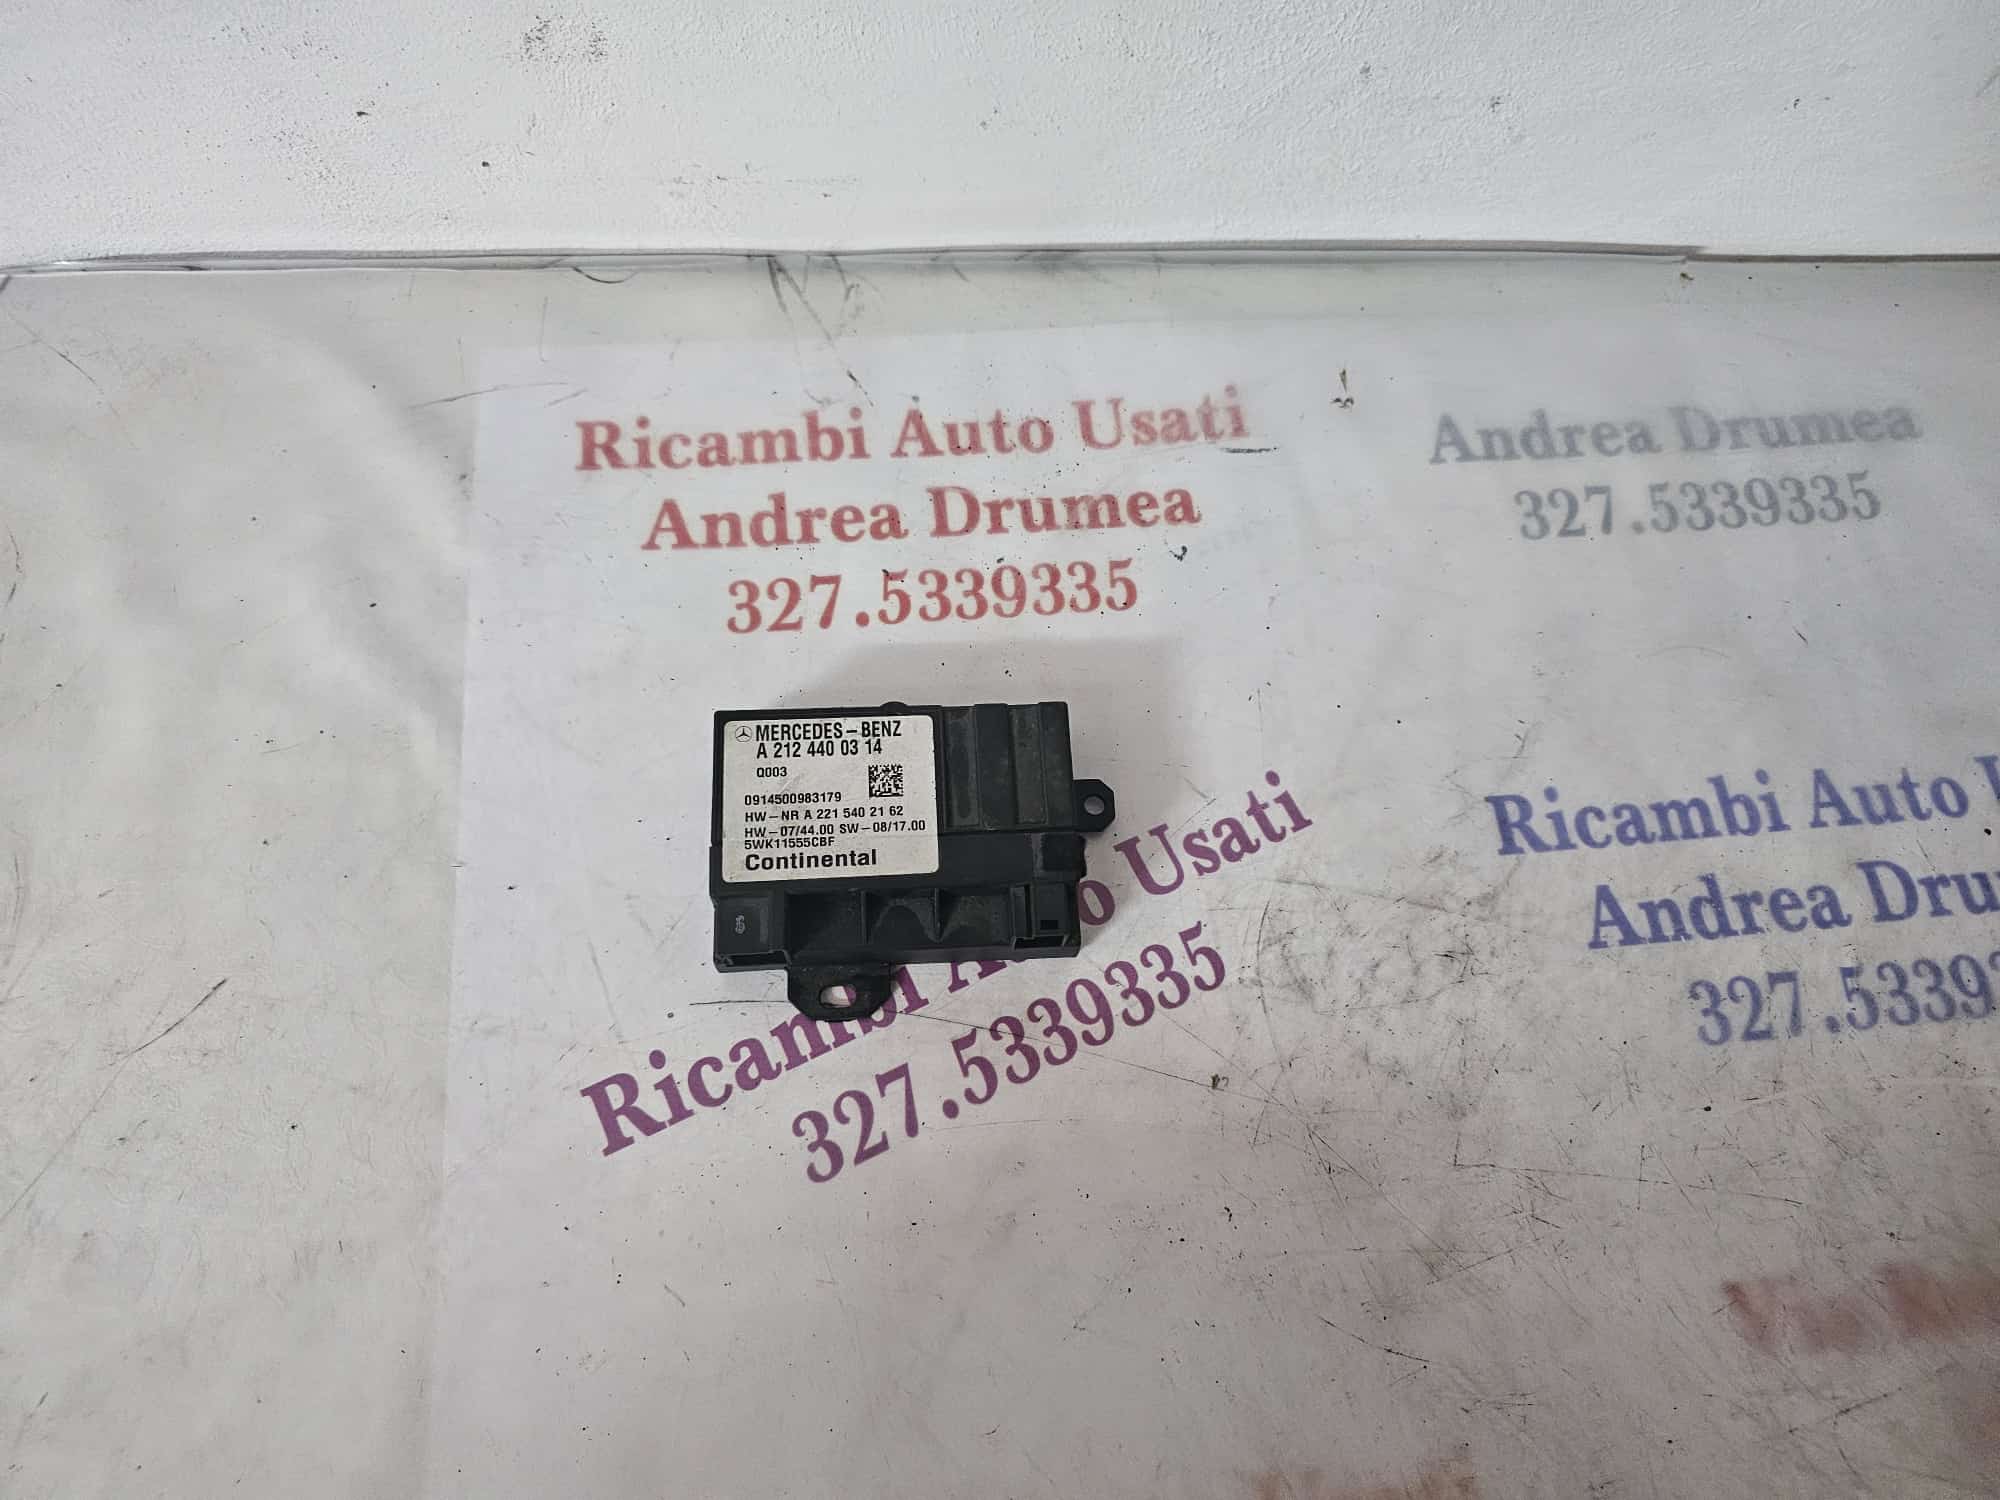 Ricambi Auto Usati
Andrea Drumea
327.5339335
Andrea Drumea
327.5339335
MERCEDES-BENZ
A 212 440 03 14
Q003
0914500983179
HW-NR A 221 540 21 62
HW-07/44.00 SW-08/17.00
5WK11555CBF
Continental
Ricambi Auto Usati
327.5339335
Ricambi Auto
Andrea Dru
327.5339